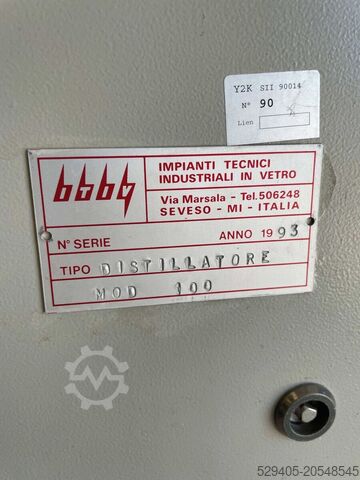 Y2K SII 90014
N° 90
Lien
IMPIANTI TECNICI
INDUSTRIALI IN VETRO
Via Marsala - Tel. 506248
SEVESO - MI - ITALIA
N° SERIE ANNO 1993
TIPO DISTILLATORE
MOD 100
529405-20548545